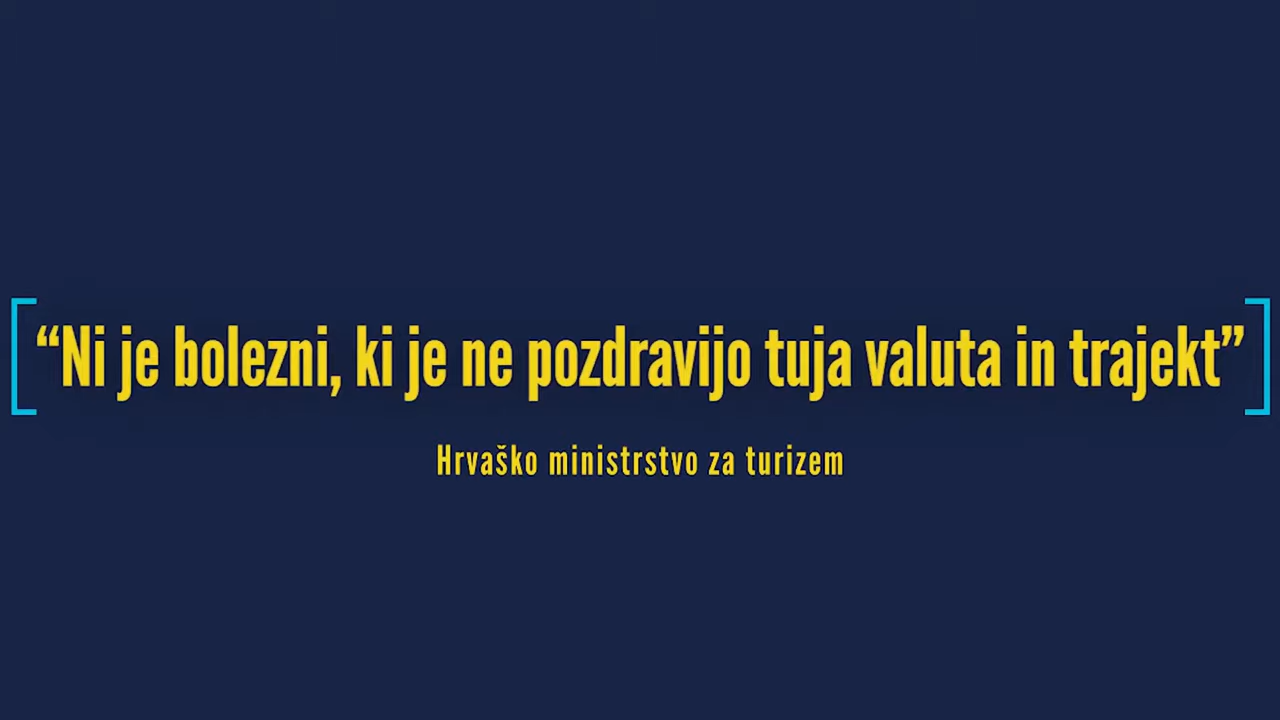 “Ni je bolezni, ki je ne pozdravijo tuja valuta in trajekt”
Hrvaško ministrstvo za turizem